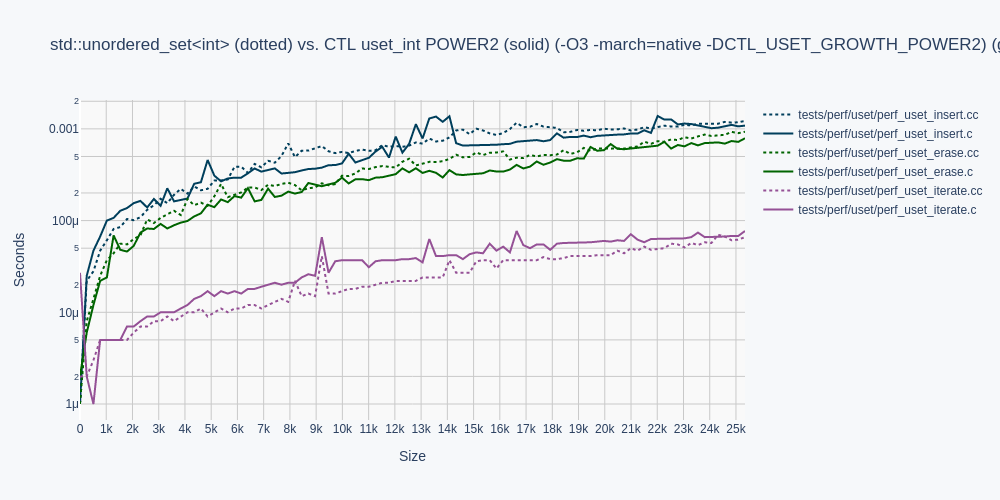 std::unordered_set<int> (dotted) vs. CTL uset_int POWER2 (solid) (-O3 -march=native -DCTL_USET_GROWTH_POWER2) (g
2
0.001
5
2
100µ
5
2
10µ
5
2
1µ
0 1k 2k 3k 4k 5k 6k 7k 8k 9k 10k 11k 12k 13k 14k 15k 16k 17k 18k 19k 20k 21k 22k 23k 24k 25k
Size
Seconds
tests/perf/uset/perf_uset_insert.cc
tests/perf/uset/perf_uset_insert.c
tests/perf/uset/perf_uset_erase.cc
tests/perf/uset/perf_uset_erase.c
tests/perf/uset/perf_uset_iterate.cc
tests/perf/uset/perf_uset_iterate.c